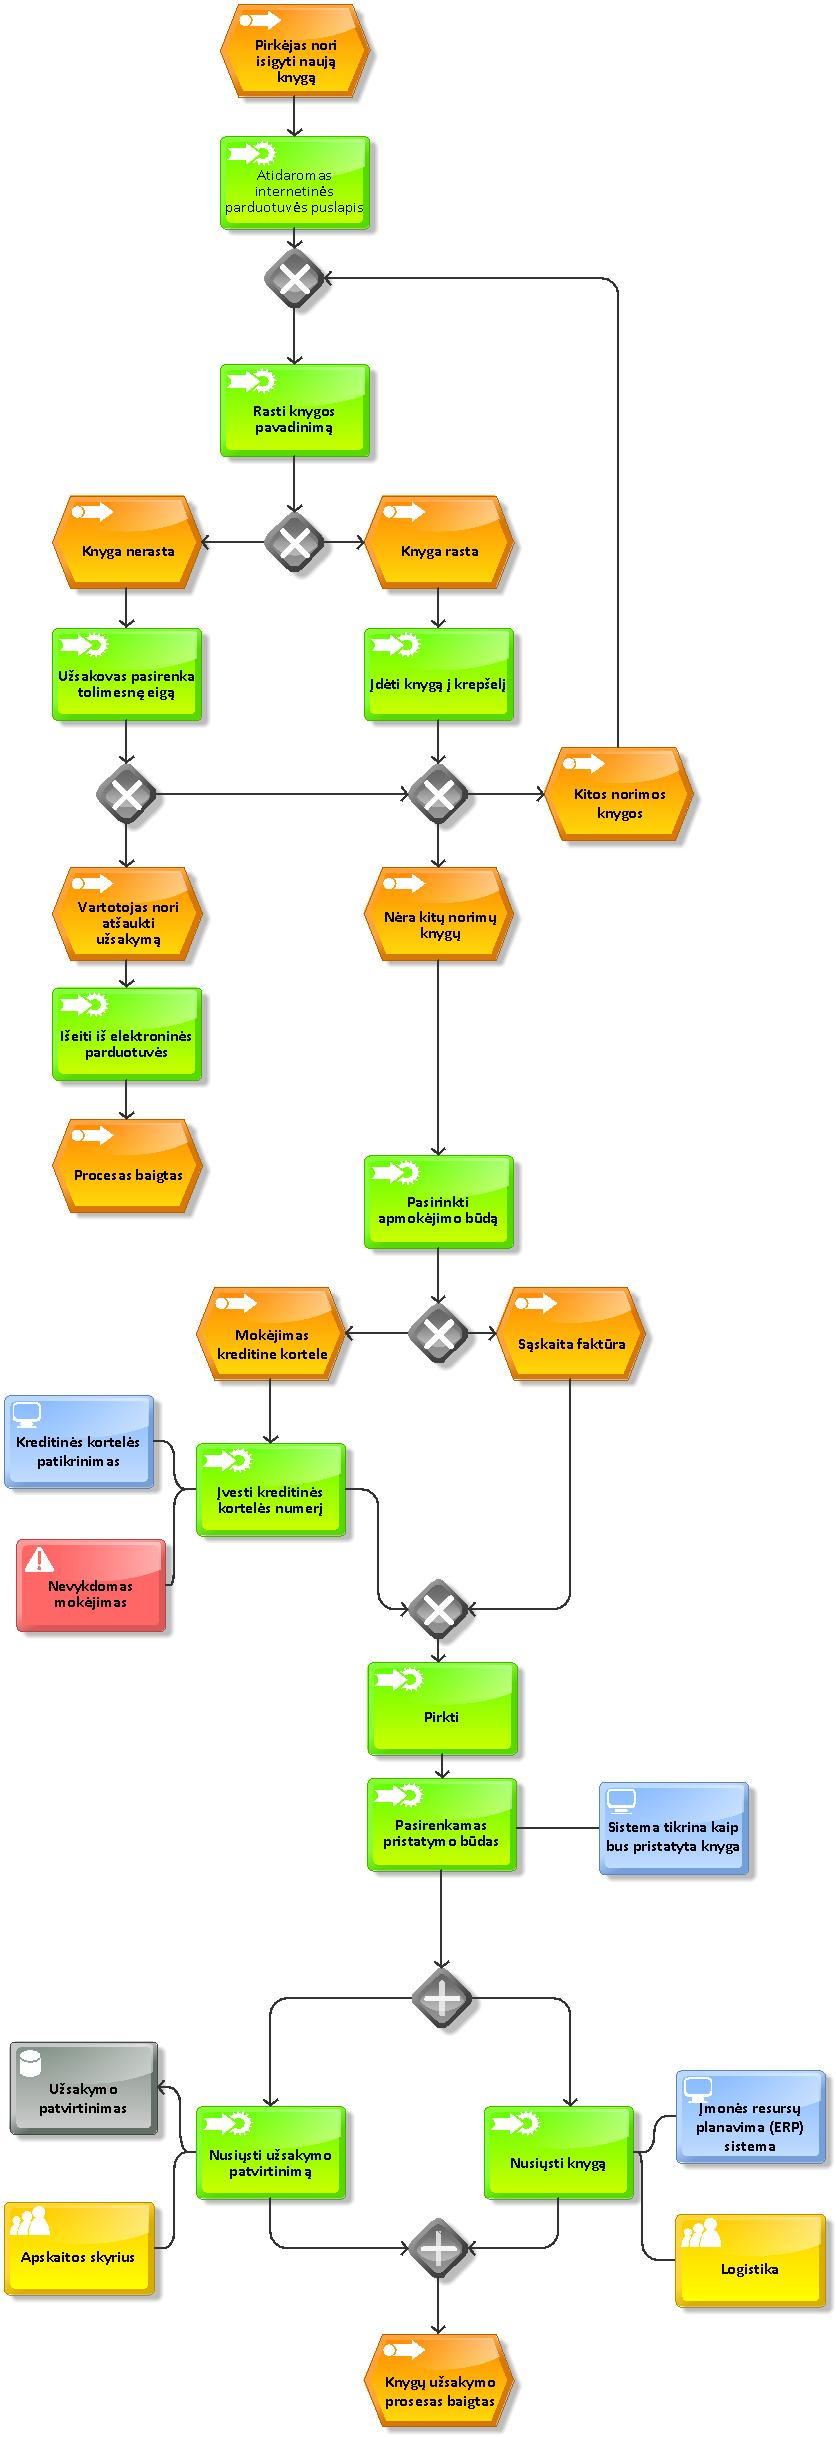 Pirkėjas nori
isigyti naują
knygą
Atidaromas
internetinės
parduotuvės puslapis
Rasti knygos
pavadinimą
Knyga nerasta
Knyga rasta
Užsakovas pasirenka
tolimesnę eigą
Įdėti knygą į krepšelį
Kitos norimos
knygos
Vartotojas nori
atšaukti
užsakymą
Nėra kitų norimų
knygų
Išeiti iš elektroninės
parduotuvės
Procesas baigtas
Pasirinkti
apmokėjimo būdą
Mokėjimas
kreditine kortele
Sąskaita faktūra
Kreditinės kortelės
patikrinimas
Įvesti kreditinės
kortelės numerį
Nevykdomas
mokėjimas
Pirkti
Pasirenkamas
pristatymo būdas
Sistema tikrina kaip
bus pristatyta knyga
Užsakymo
patvirtinimas
Nusiųsti užsakymo
patvirtinimą
Nusiųsti knygą
Įmonės resursų
planavima (ERP)
sistema
Apskaitos skyrius
Logistika
Knygų užsakymo
prosesas baigtas